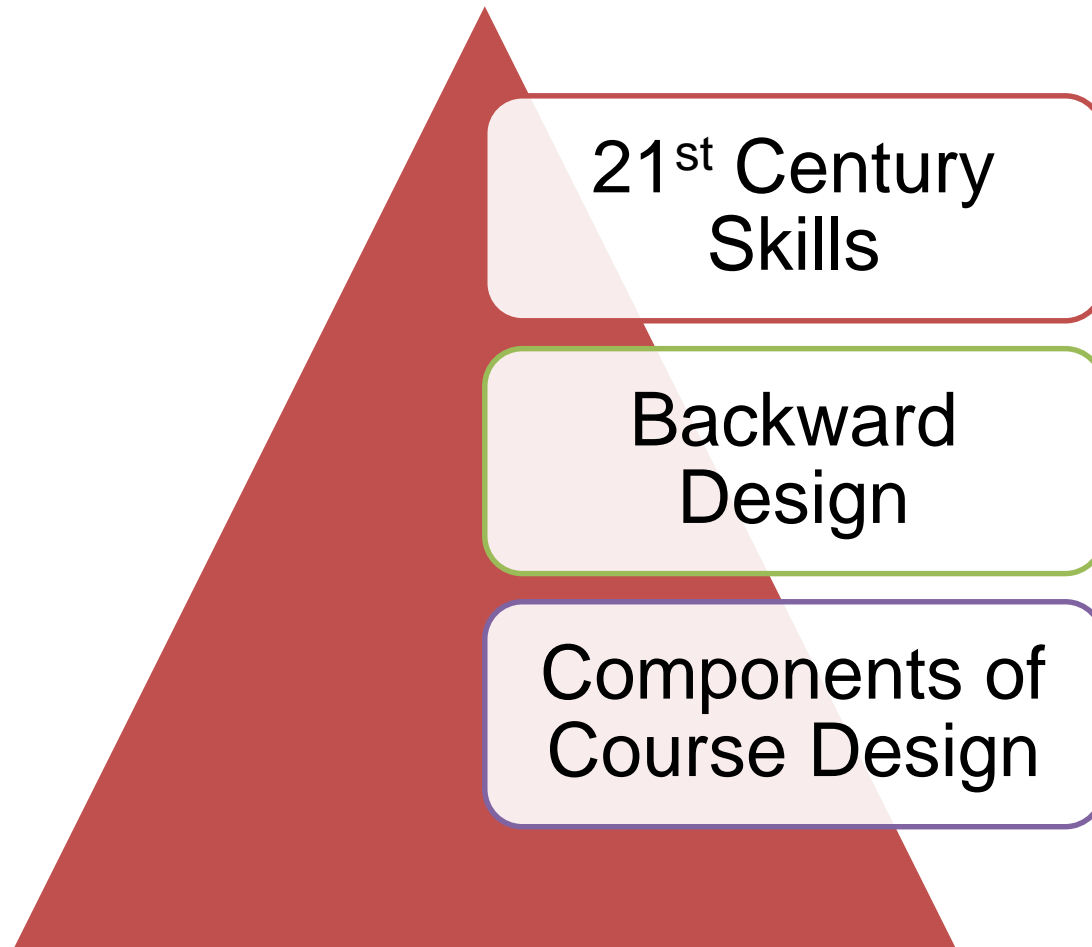 21st Century
Skills
Backward
Design
Components of
Course Design